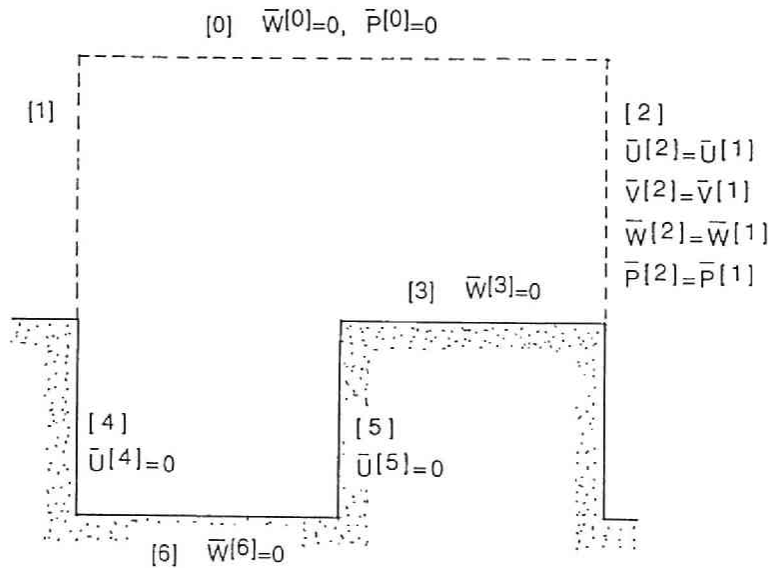 [0] W̅[0]=0, P̅[0]=0
[1]
[2]
U̅[2]=U̅[1]
V̅[2]=V̅[1]
W̅[2]=W̅[1]
P̅[2]=P̅[1]
[3] W̅[3]=0
[4]
U̅[4]=0
[5]
U̅[5]=0
[6] W̅[6]=0